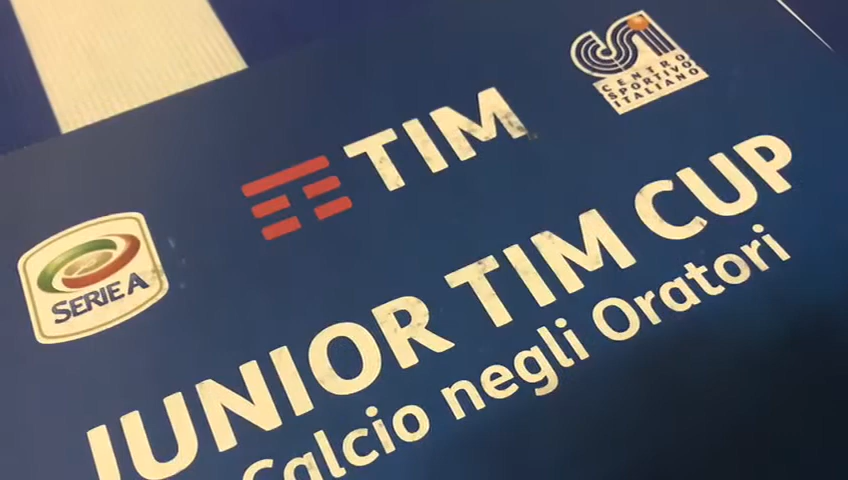 CENTRO
SPORTIVO
ITALIANO
TIM
SERIE A
JUNIOR TIM CUP
Calcio negli Oratori